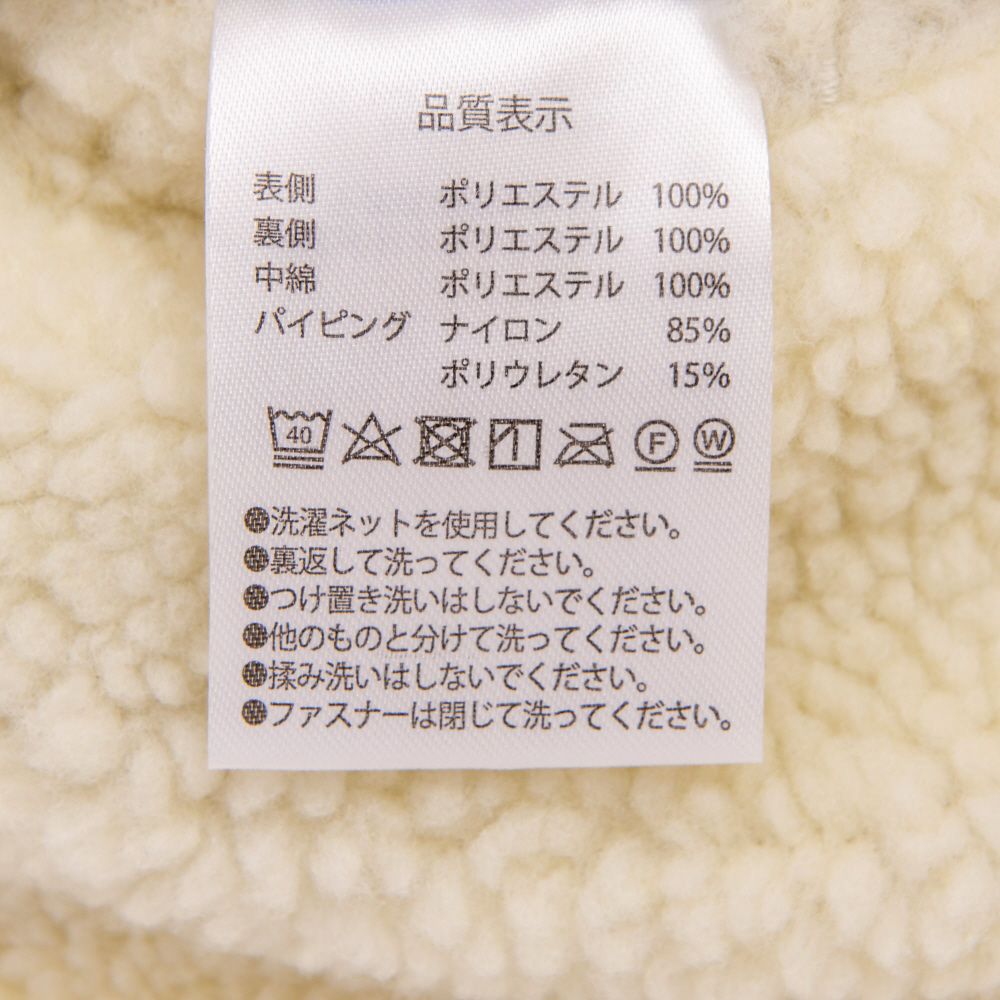 品質表示
表側 ポリエステル 100%
裏側 ポリエステル 100%
中綿 ポリエステル 100%
パイピング ナイロン 85%
ポリウレタン 15%
40 F W
●洗濯ネットを使用してください。
●裏返して洗ってください。
●つけ置き洗いはしないでください。
●他のものと分けて洗ってください。
●揉み洗いはしないでください。
●ファスナーは閉じて洗ってください。